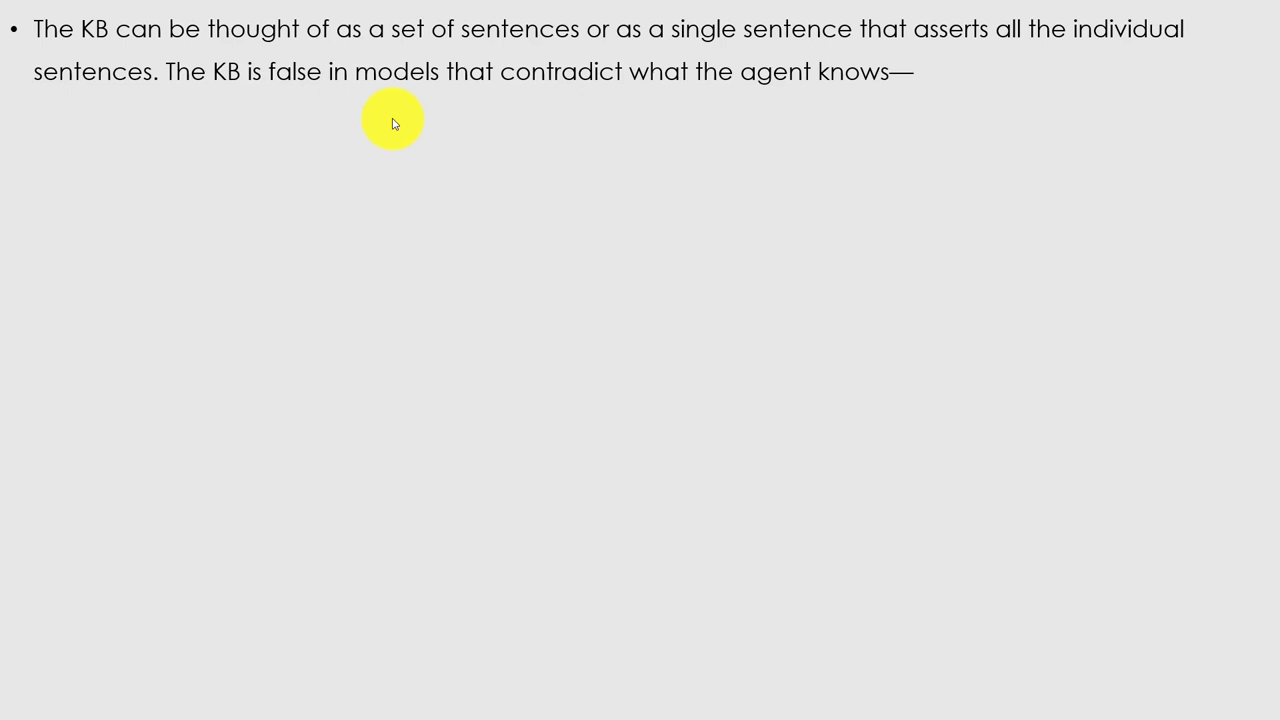 • The KB can be thought of as a set of sentences or as a single sentence that asserts all the individual
sentences. The KB is false in models that contradict what the agent knows—